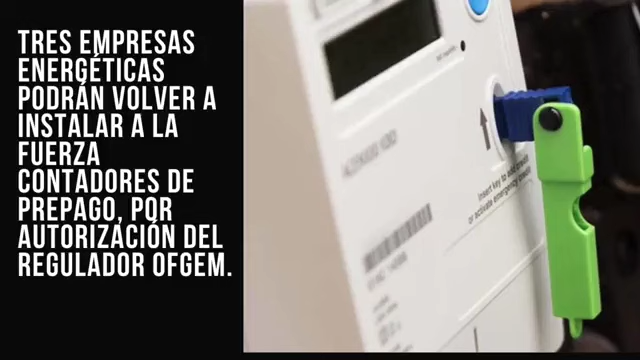 TRES EMPRESAS
ENERGÉTICAS
PODRÁN VOLVER A
INSTALAR A LA
FUERZA
CONTADORES DE
PREPAGO, POR
AUTORIZACIÓN DEL
REGULADOR OFGEM.
Insert key to add credit
or activate emergency credit